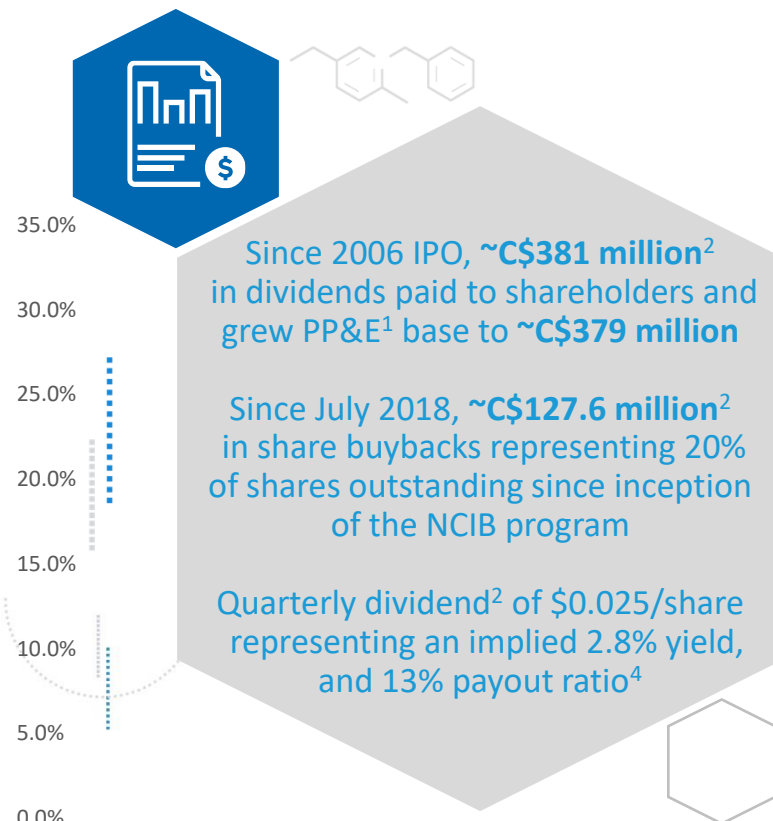 $
35.0%
30.0%
25.0%
20.0%
15.0%
10.0%
5.0%
0.0%
Since 2006 IPO, ~C$381 million²
in dividends paid to shareholders and
grew PP&E¹ base to ~C$379 million
Since July 2018, ~C$127.6 million²
in share buybacks representing 20%
of shares outstanding since inception
of the NCIB program
Quarterly dividend² of $0.025/share
representing an implied 2.8% yield,
and 13% payout ratio⁴